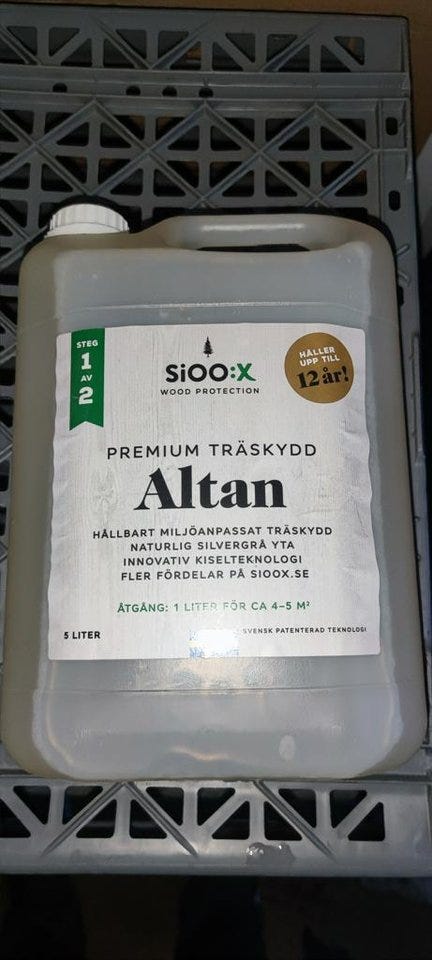 STEG
1
AV
2
SiOO:X
WOOD PROTECTION
HÅLLER
UPP TILL
12 år!
PREMIUM TRÄSKYDD
Altan
HÅLLBART MILJÖANPASSAT TRÄSKYDD
NATURLIG SILVERGRÅ YTA
INNOVATIV KISELTEKNOLOGI
FLER FÖRDELAR PÅ SIOOX.SE
ÅTGÅNG: 1 LITER FÖR CA 4–5 M²
5 LITER
SVENSK PATENTERAD TEKNOLOGI